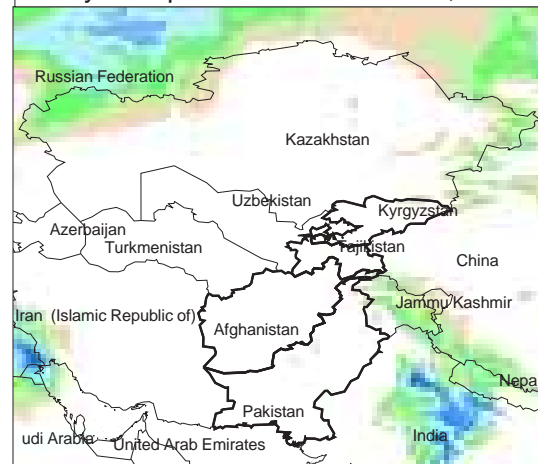 Russian Federation
Kazakhstan
Uzbekistan
Kyrgyzstan
Azerbaijan
Turkmenistan
Tajikistan
China
Jammu Kashmir
Iran (Islamic Republic of)
Afghanistan
Nepa
Pakistan
udi Arabia
United Arab Emirates
India